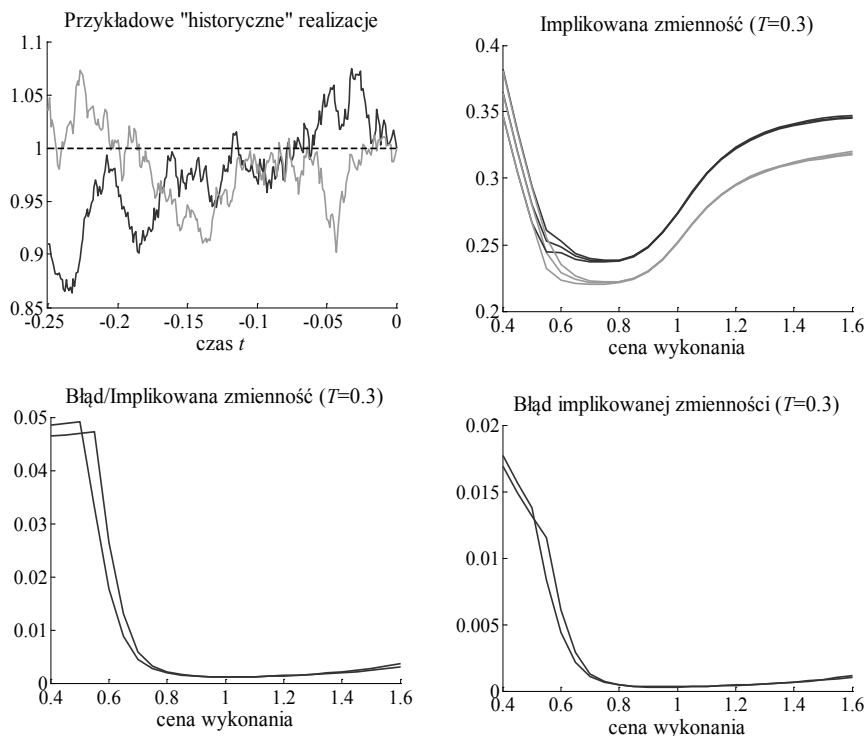 Przykładowe "historyczne" realizacje
1.1
1.05
1
0.95
0.9
0.85
-0.25 -0.2 -0.15 -0.1 -0.05 0
czas t
Implikowana zmienność (T=0.3)
0.4
0.35
0.3
0.25
0.2
0.4 0.6 0.8 1 1.2 1.4 1.6
cena wykonania
Błąd/Implikowana zmienność (T=0.3)
0.05
0.04
0.03
0.02
0.01
0
0.4 0.6 0.8 1 1.2 1.4 1.6
cena wykonania
Błąd implikowanej zmienności (T=0.3)
0.02
0.015
0.01
0.005
0
0.4 0.6 0.8 1 1.2 1.4 1.6
cena wykonania